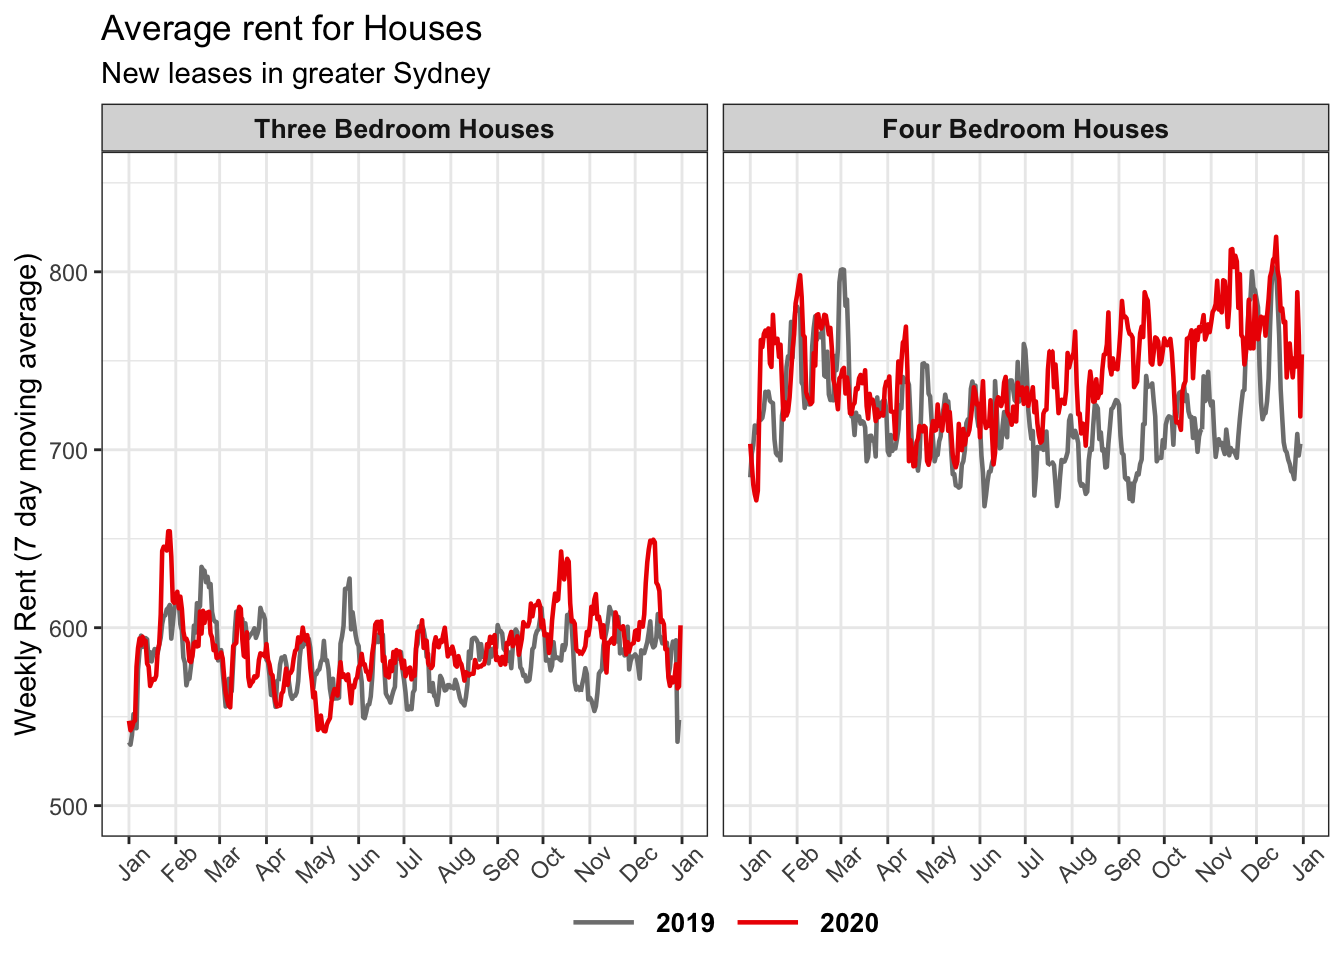 Average rent for Houses
New leases in greater Sydney
Three Bedroom Houses
Four Bedroom Houses
Weekly Rent (7 day moving average)
800
700
600
500
Jan Feb Mar Apr May Jun Jul Aug Sep Oct Nov Dec Jan
Jan Feb Mar Apr May Jun Jul Aug Sep Oct Nov Dec Jan
2019 2020